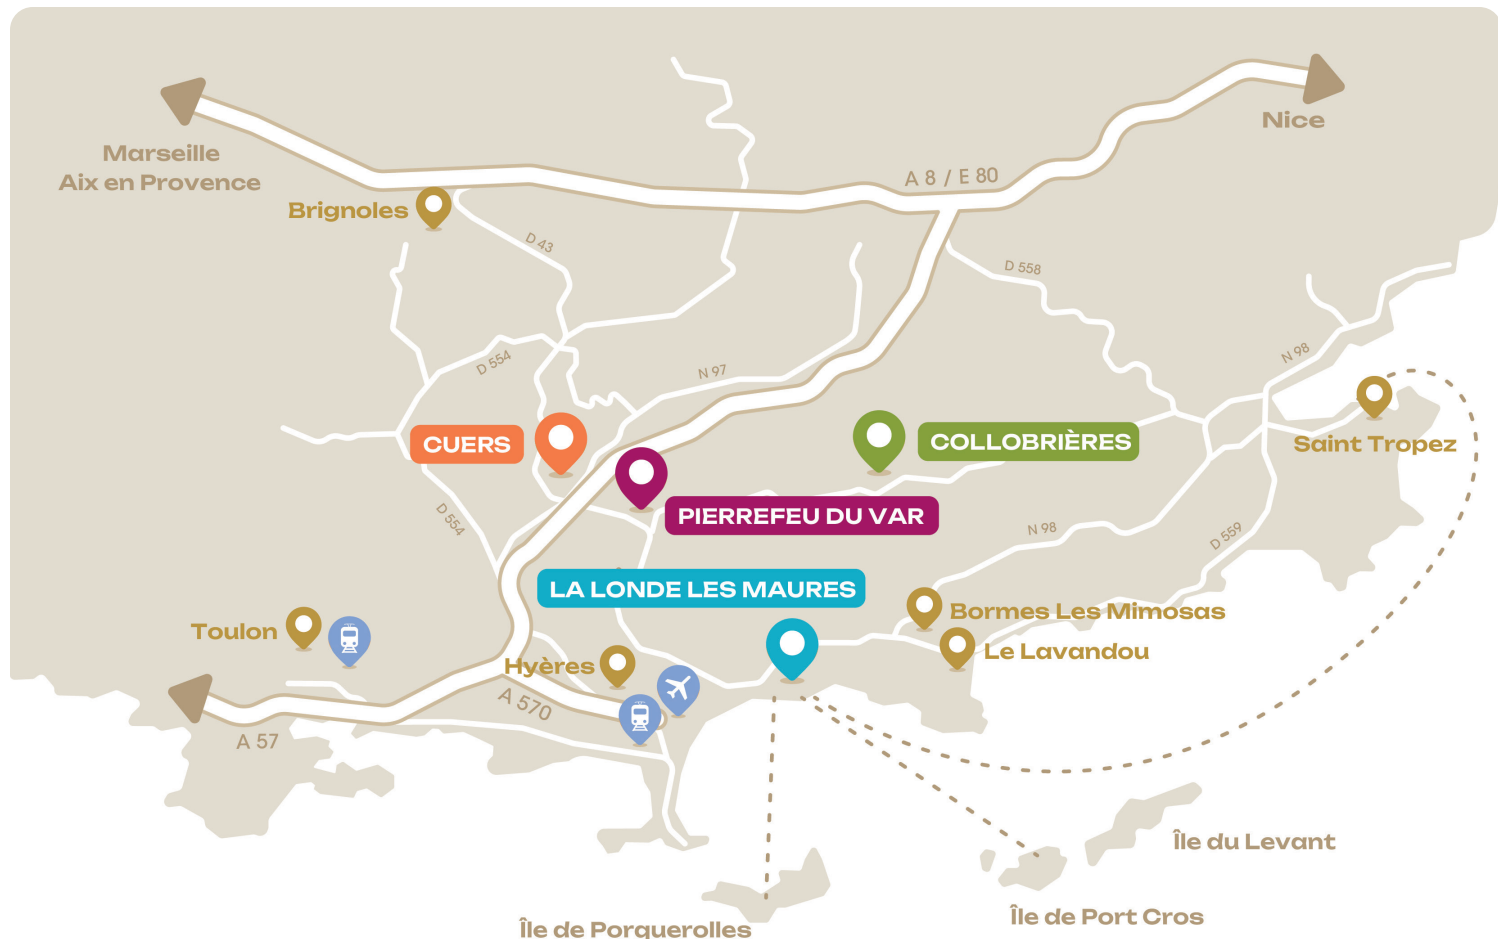 Marseille
Aix en Provence
Nice
A 8 / E 80
Brignoles
D 43
D 558
D 554
N 97
N 98
CUERS
COLLOBRIÈRES
Saint Tropez
PIERREFEU DU VAR
D 554
N 98
D 559
LA LONDE LES MAURES
Bormes Les Mimosas
Toulon
Le Lavandou
Hyères
A 570
A 57
Île du Levant
Île de Port Cros
Île de Porquerolles